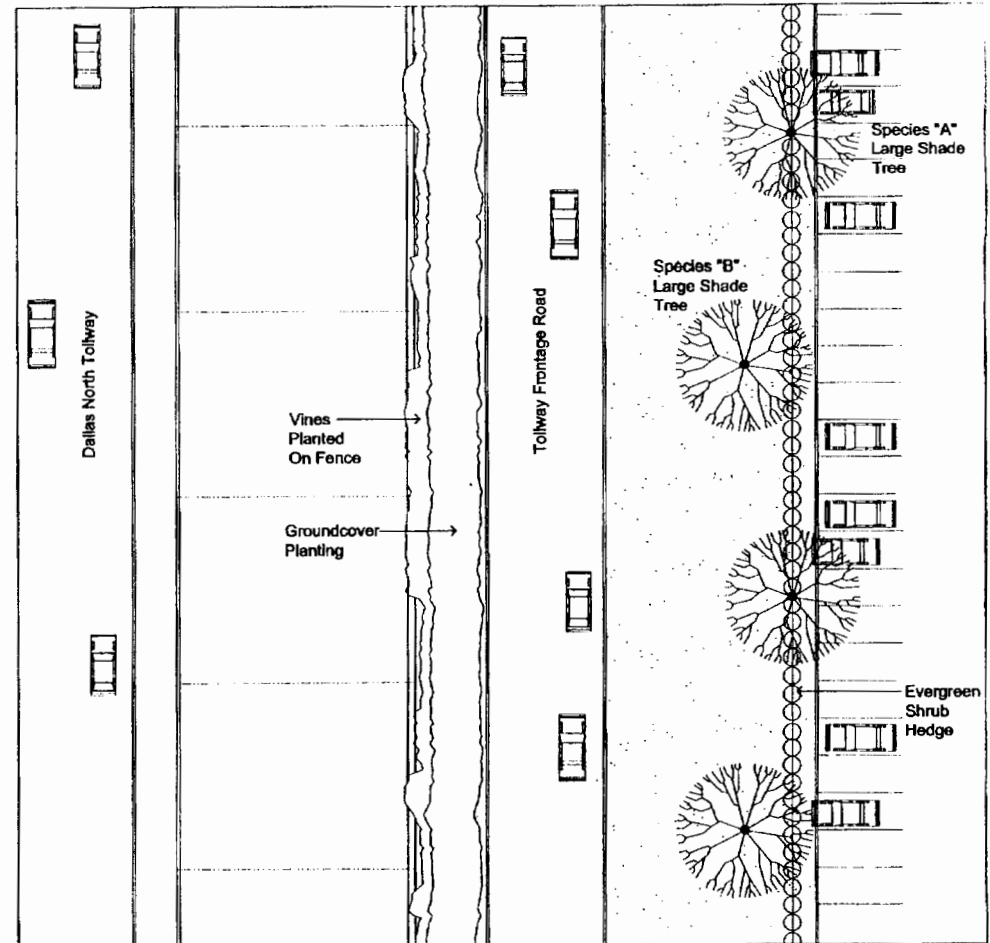 Dallas North Tollway
Vines
Planted
On Fence
Groundcover
Planting
Tollway Frontage Road
Species "B"
Large Shade
Tree
Species "A"
Large Shade
Tree
Evergreen
Shrub
Hedge